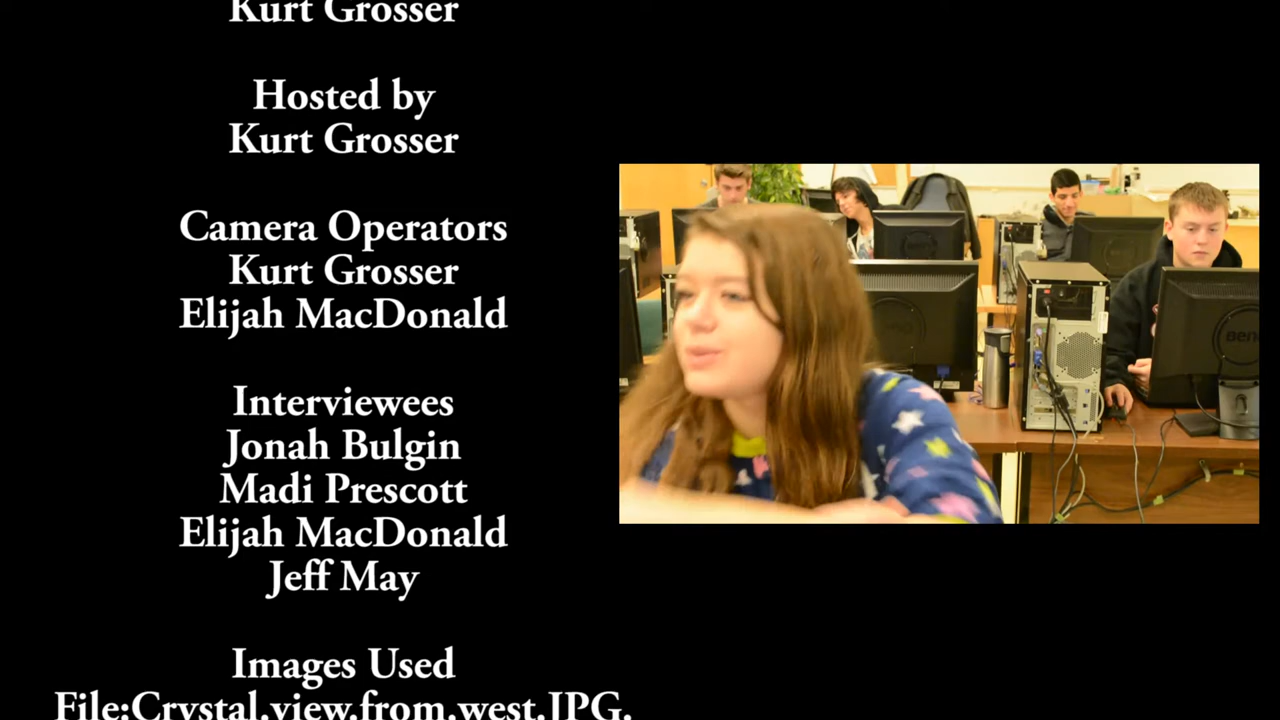 Kurt Grosser
Hosted by
Kurt Grosser
Camera Operators
Kurt Grosser
Elijah MacDonald
Interviewees
Jonah Bulgin
Madi Prescott
Elijah MacDonald
Jeff May
Images Used
File:Crystal.view.from.west.JPG.
BenQ